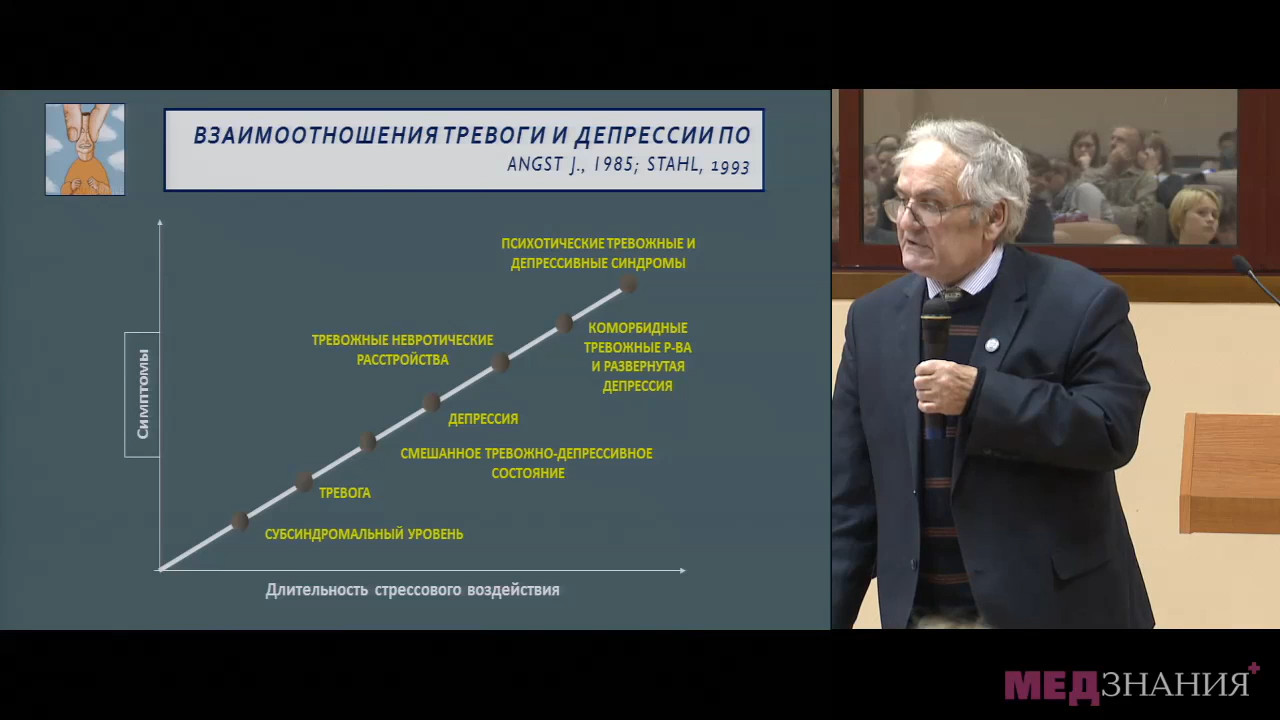 ВЗАИМООТНОШЕНИЯ ТРЕВОГИ И ДЕПРЕССИИ ПО
ANGST J., 1985; STAHL, 1993
ПСИХОТИЧЕСКИЕ ТРЕВОЖНЫЕ И
ДЕПРЕССИВНЫЕ СИНДРОМЫ
КОМОРБИДНЫЕ
ТРЕВОЖНЫЕ Р-ВА
И РАЗВЕРНУТАЯ
ДЕПРЕССИЯ
ТРЕВОЖНЫЕ НЕВРОТИЧЕСКИЕ
РАССТРОЙСТВА
ДЕПРЕССИЯ
СМЕШАННОЕ ТРЕВОЖНО-ДЕПРЕССИВНОЕ
СОСТОЯНИЕ
ТРЕВОГА
СУБСИНДРОМАЛЬНЫЙ УРОВЕНЬ
Симптомы
Длительность стрессового воздействия
МЕДЗНАНИЯ+